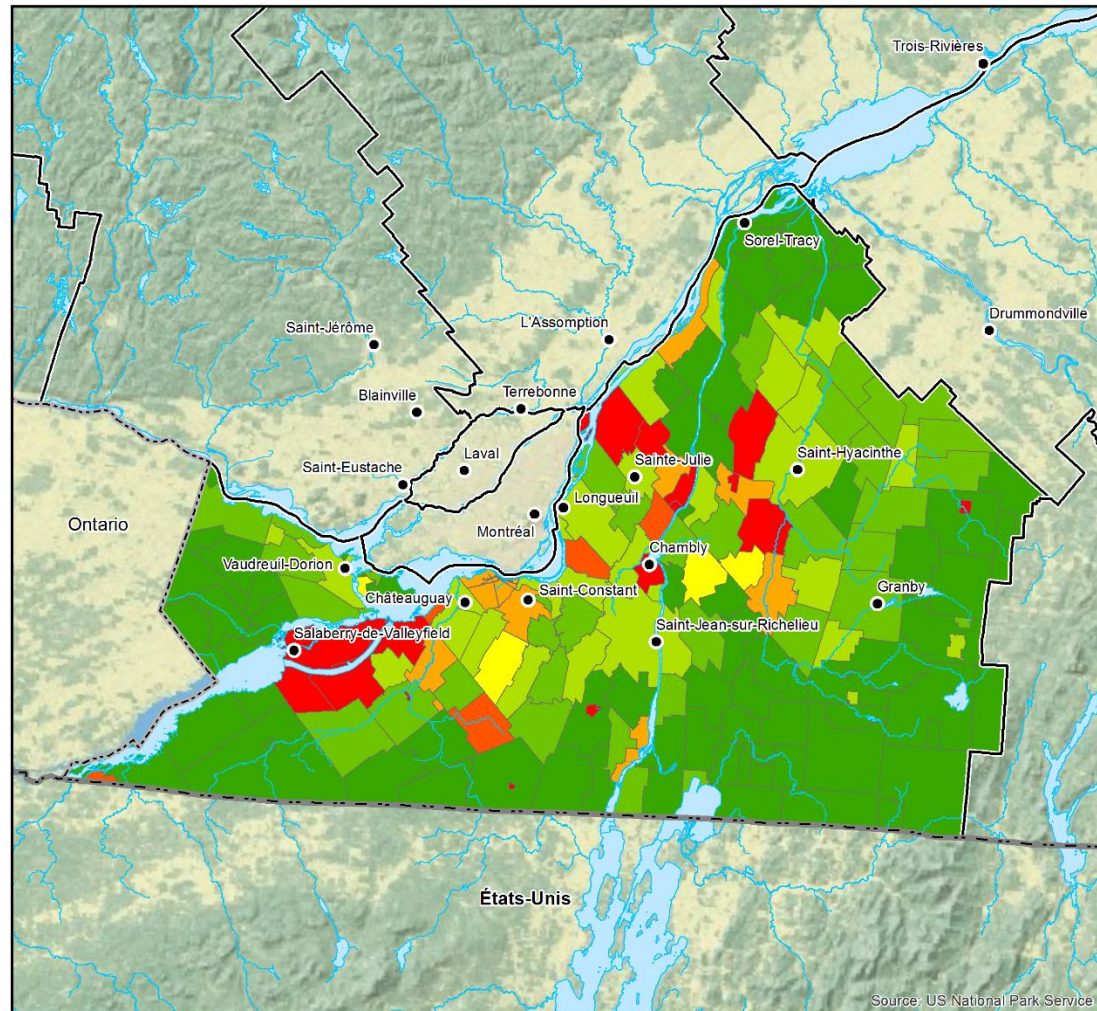 Trois-Rivières
Sorel-Tracy
Drummondville
L'Assomption
Saint-Jérôme
Terrebonne
Blainville
Saint-Hyacinthe
Sainte-Julie
Laval
Saint-Eustache
Longueuil
Montréal
Ontario
Chambly
Vaudreuil-Dorion
Granby
Saint-Constant
Châteauguay
Salaberry-de-Valleyfield
Saint-Jean-sur-Richelieu
États-Unis
Source: US National Park Service